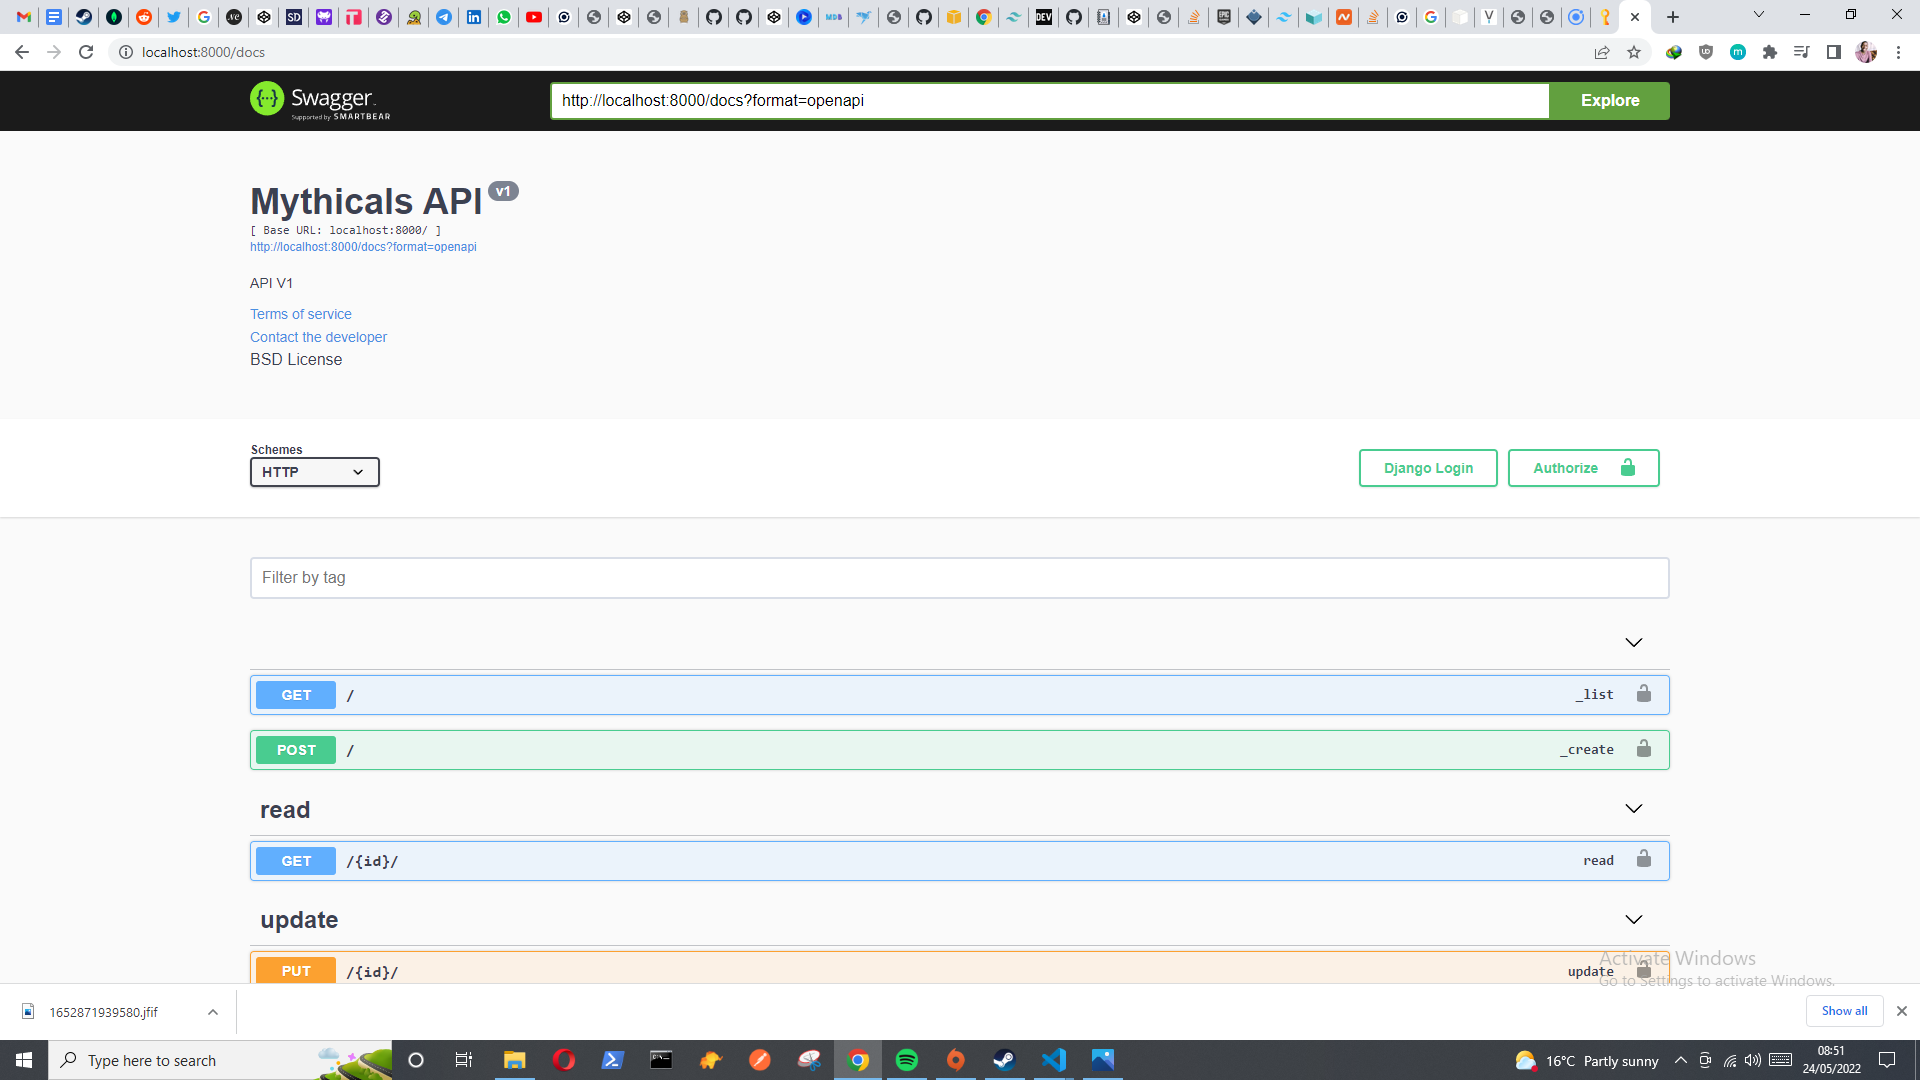 localhost:8000/docs
Swagger
Supported by SMARTBEAR
http://localhost:8000/docs?format=openapi
Explore
Mythicals API v1
[ Base URL: localhost:8000/ ]
http://localhost:8000/docs?format=openapi
API V1
Terms of service
Contact the developer
BSD License
Schemes
HTTP
Django Login
Authorize
Filter by tag
GET / _list
POST / _create
read
GET /{id}/ read
update
PUT /{id}/ update
Activate Windows
Go to Settings to activate Windows.
1652871939580.jfif
Show all
Type here to search
16°C Partly sunny
08:51
24/05/2022